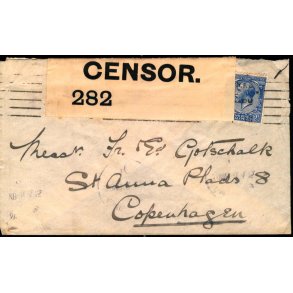 CENSOR.
282
Messrs. Fr. Ed. Gotschalk
St Anna Plads 8
Copenhagen